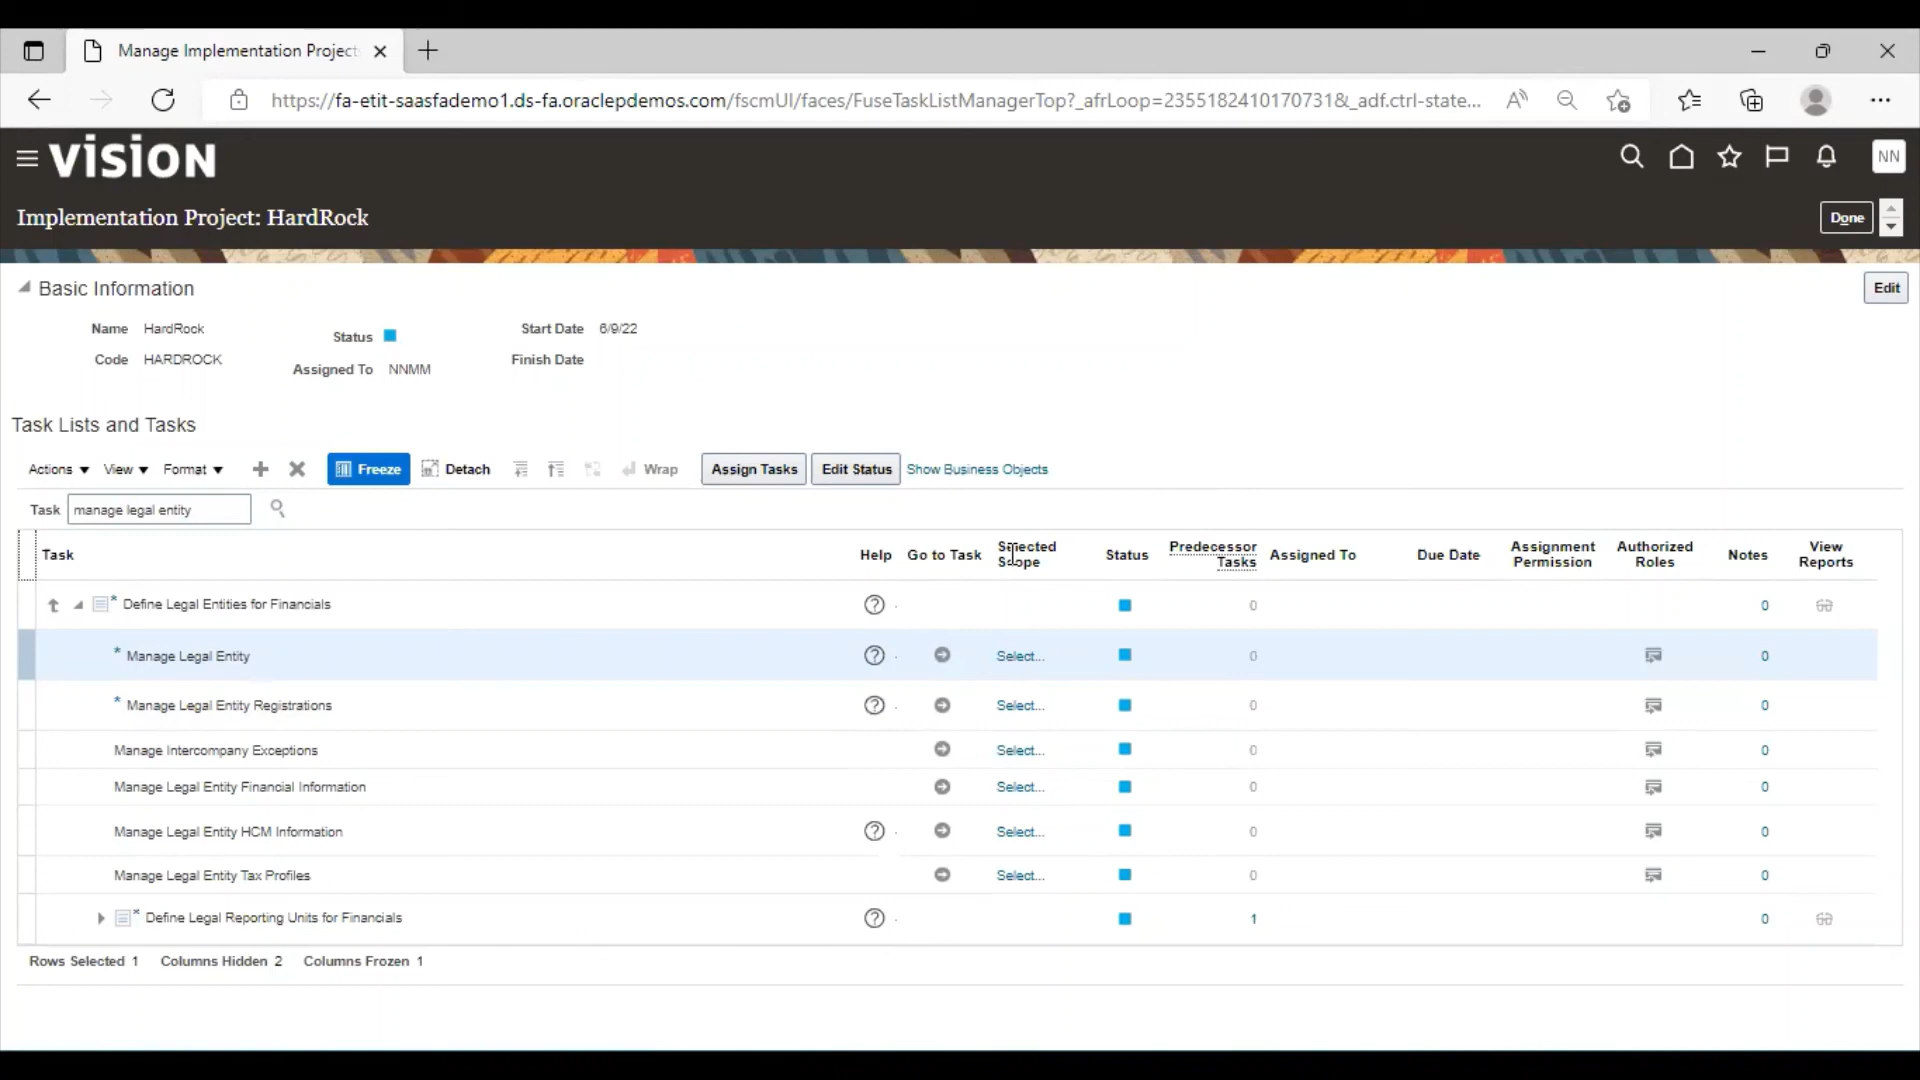 Manage Implementation Project:
https://fa-etit-saasfademo1.ds-fa.oraclepdemos.com/fscmUI/faces/FuseTaskListManagerTop?_afrLoop=2355182410170731&_adf.ctrl-state...
VISION
NN
Implementation Project: HardRock
Done
Basic Information
Edit
Name HardRock Status Start Date 6/9/22
Code HARDROCK Assigned To NNMM Finish Date
Task Lists and Tasks
Actions View Format Freeze Detach Wrap Assign Tasks Edit Status Show Business Objects
Task manage legal entity
Task Help Go to Task Selected Scope Status Predecessor Tasks Assigned To Due Date Assignment Permission Authorized Roles Notes View Reports
* Define Legal Entities for Financials 0 0
* Manage Legal Entity Select... 0 0
* Manage Legal Entity Registrations Select... 0 0
Manage Intercompany Exceptions Select... 0 0
Manage Legal Entity Financial Information Select... 0 0
Manage Legal Entity HCM Information Select... 0 0
Manage Legal Entity Tax Profiles Select... 0 0
* Define Legal Reporting Units for Financials 1 0
Rows Selected 1 Columns Hidden 2 Columns Frozen 1